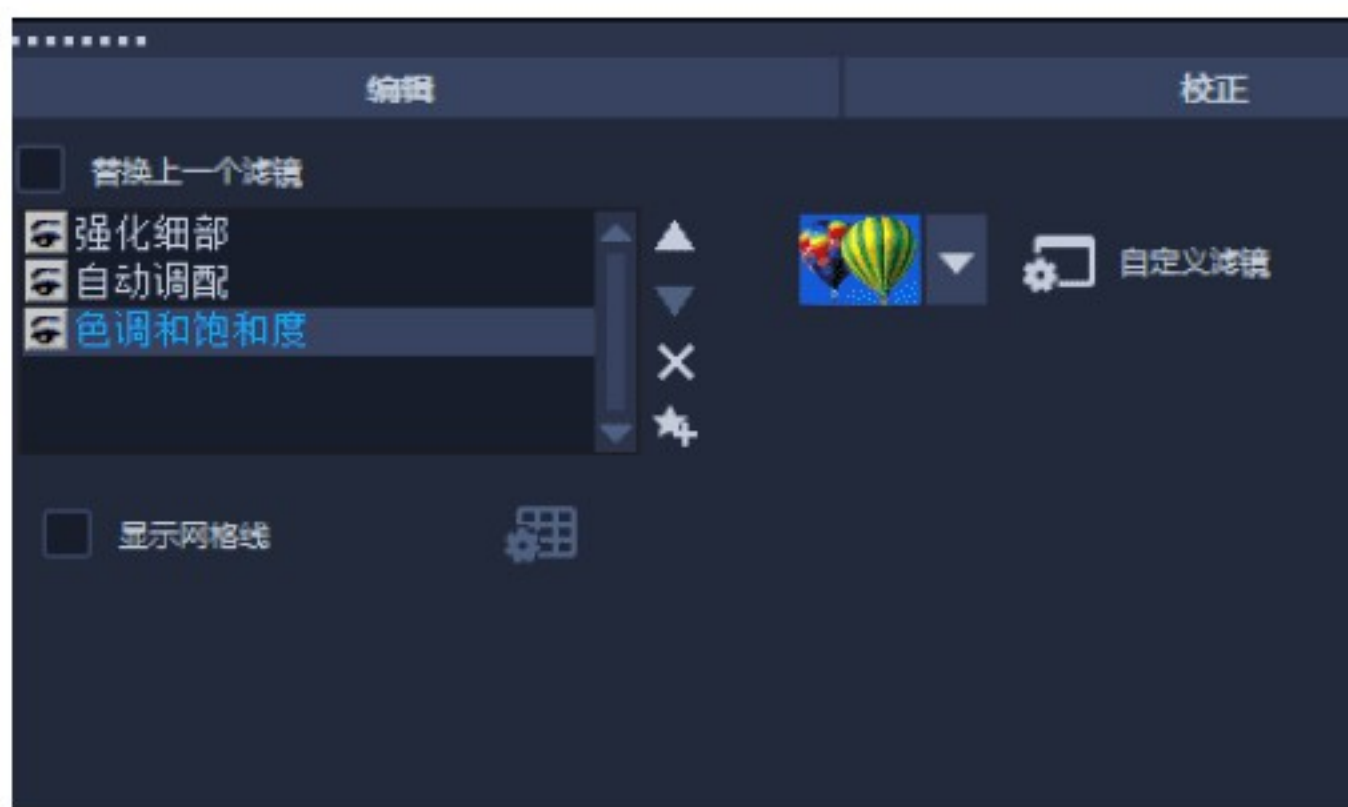 编辑
校正
替换上一个滤镜
强化细部
自动调配
色调和饱和度
自定义滤镜
显示网格线